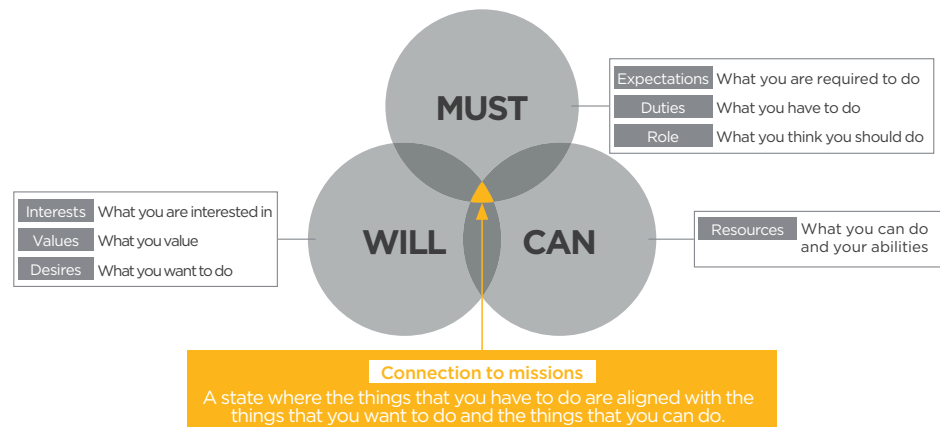 MUST
Expectations What you are required to do
Duties What you have to do
Role What you think you should do
Interests What you are interested in
Values What you value
Desires What you want to do
WILL
CAN
Resources What you can do
and your abilities
Connection to missions
A state where the things that you have to do are aligned with the
things that you want to do and the things that you can do.